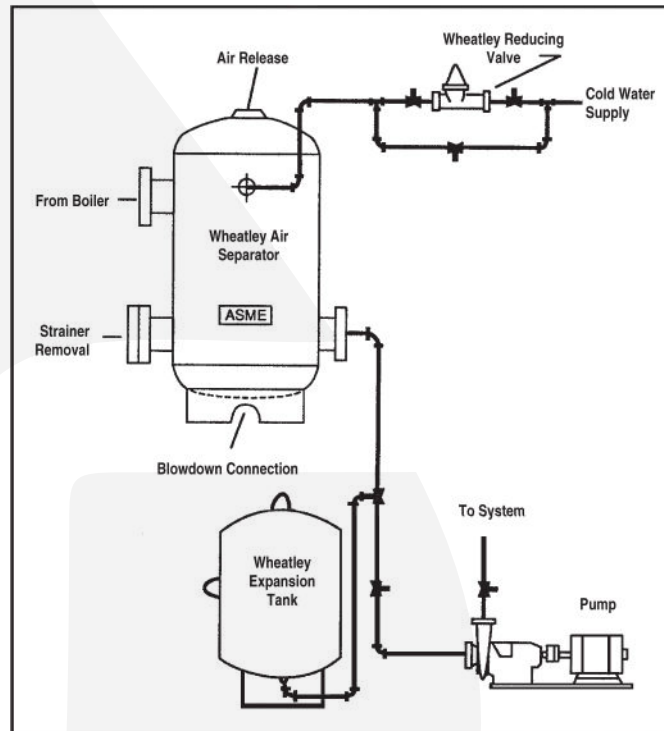 Wheatley Reducing
Valve
Air Release
Cold Water
Supply
From Boiler
Wheatley Air
Separator
ASME
Strainer
Removal
Blowdown Connection
To System
Wheatley
Expansion
Tank
Pump